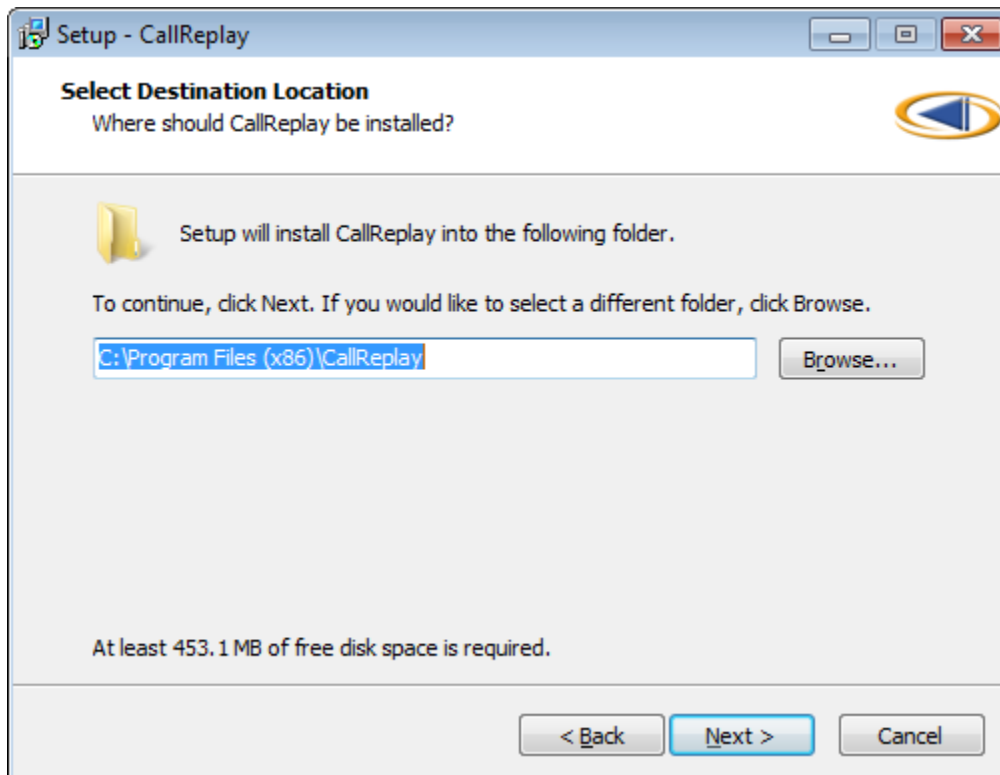 Setup - CallReplay
Select Destination Location
Where should CallReplay be installed?
Setup will install CallReplay into the following folder.
To continue, click Next. If you would like to select a different folder, click Browse.
C:\Program Files (x86)\CallReplay
Browse...
At least 453.1 MB of free disk space is required.
< Back
Next >
Cancel